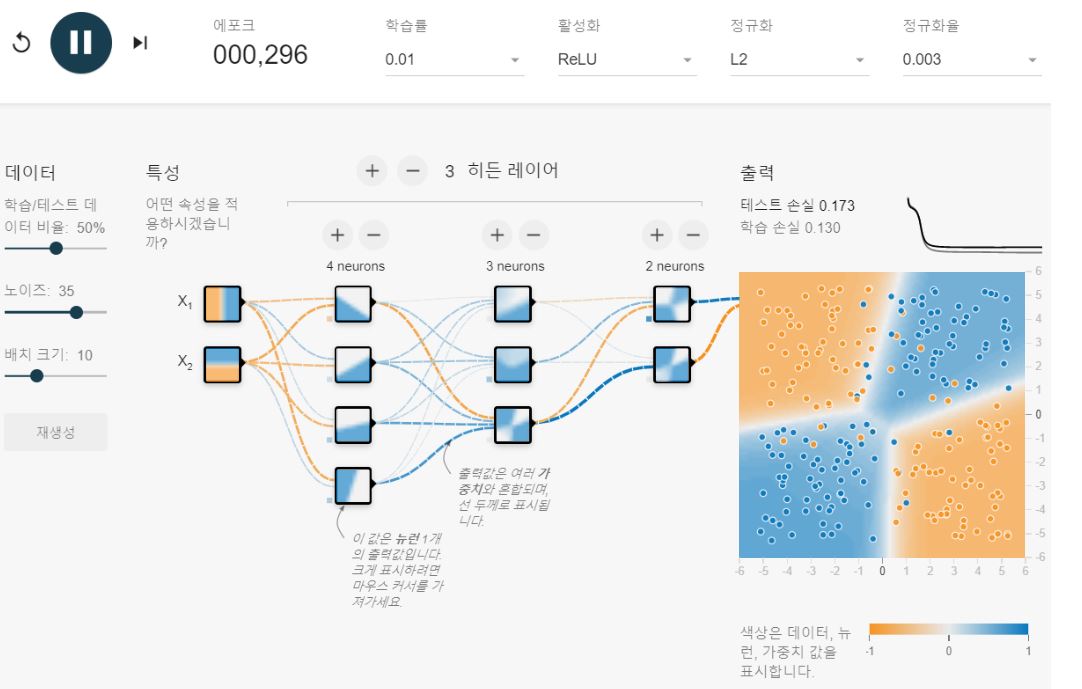 에포크
000,296
학습률
0.01
활성화
ReLU
정규화
L2
정규화율
0.003
데이터
학습/테스트 데
이터 비율: 50%
노이즈: 35
배치 크기: 10
재생성
특성
어떤 속성을 적
용하시겠습니
까?
X1
X2
+ − 3 히든 레이어
+ −
4 neurons
+ −
3 neurons
+ −
2 neurons
출력값은 여러 가
중치와 혼합되며,
선 두께로 표시됩
니다.
이 값은 뉴런 1개
의 출력값입니다.
크게 표시하려면
마우스 커서를 가
져가세요.
출력
테스트 손실 0.173
학습 손실 0.130
6
5
4
3
2
1
0
-1
-2
-3
-4
-5
-6
-6 -5 -4 -3 -2 -1 0 1 2 3 4 5 6
색상은 데이터, 뉴
런, 가중치 값을
표시합니다.
-1 0 1